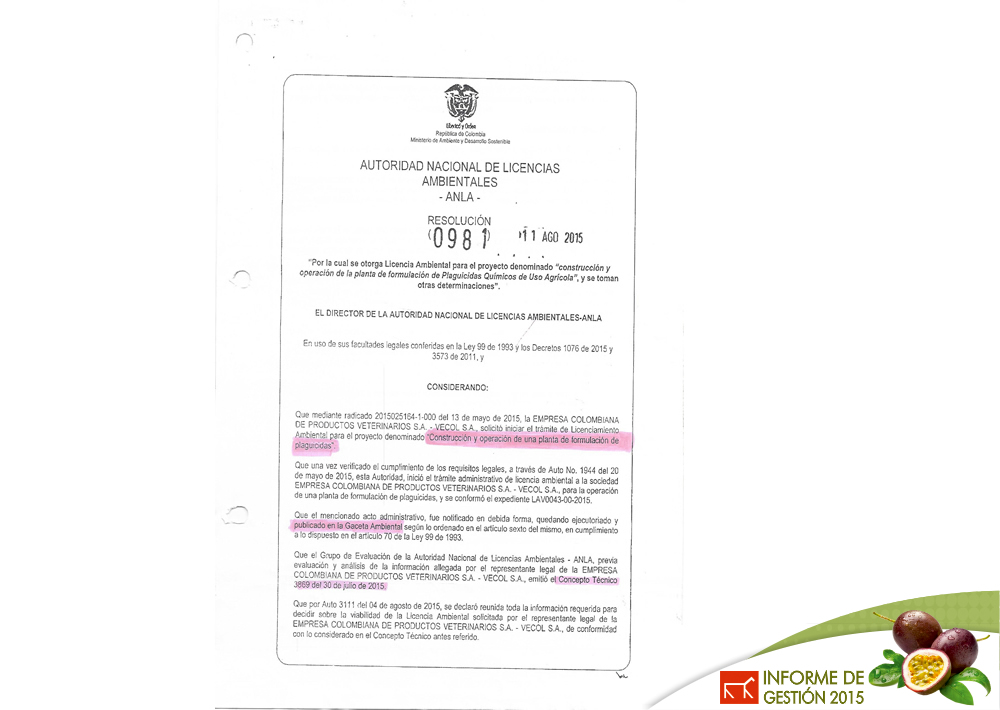 Libertad y Orden
República de Colombia
Ministerio de Ambiente y Desarrollo Sostenible
AUTORIDAD NACIONAL DE LICENCIAS
AMBIENTALES
- ANLA -
RESOLUCIÓN
(0981)
11 AGO 2015
"Por la cual se otorga Licencia Ambiental para el proyecto denominado "construcción y
operación de la planta de formulación de Plaguicidas Químicos de Uso Agrícola", y se toman
otras determinaciones".
EL DIRECTOR DE LA AUTORIDAD NACIONAL DE LICENCIAS AMBIENTALES-ANLA
En uso de sus facultades legales conferidas en la Ley 99 de 1993 y los Decretos 1076 de 2015 y
3573 de 2011, y
CONSIDERANDO:
Que mediante radicado 2015025164-1-000 del 13 de mayo de 2015, la EMPRESA COLOMBIANA
DE PRODUCTOS VETERINARIOS S.A. - VECOL S.A., solicitó iniciar el trámite de Licenciamiento
Ambiental para el proyecto denominado "Construcción y operación de una planta de formulación de
plaguicidas".
Que una vez verificado el cumplimiento de los requisitos legales, a través de Auto No. 1944 del 20
de mayo de 2015, esta Autoridad, inició el trámite administrativo de licencia ambiental a la sociedad
EMPRESA COLOMBIANA DE PRODUCTOS VETERINARIOS S.A. - VECOL S.A., para la operación
de una planta de formulación de plaguicidas, y se conformó el expediente LAV0043-00-2015.
Que el mencionado acto administrativo, fue notificado en debida forma, quedando ejecutoriado y
publicado en la Gaceta Ambiental según lo ordenado en el artículo sexto del mismo, en cumplimiento
a lo dispuesto en el artículo 70 de la Ley 99 de 1993.
Que el Grupo de Evaluación de la Autoridad Nacional de Licencias Ambientales - ANLA, previa
evaluación y análisis de la información allegada por el representante legal de la EMPRESA
COLOMBIANA DE PRODUCTOS VETERINARIOS S.A. - VECOL S.A., emitió el Concepto Técnico
3869 del 30 de julio de 2015.
Que por Auto 3111 del 04 de agosto de 2015, se declaró reunida toda la información requerida para
decidir sobre la viabilidad de la Licencia Ambiental solicitada por el representante legal de la
EMPRESA COLOMBIANA DE PRODUCTOS VETERINARIOS S.A. - VECOL S.A., de conformidad
con lo considerado en el Concepto Técnico antes referido.
INFORME DE
GESTIÓN 2015